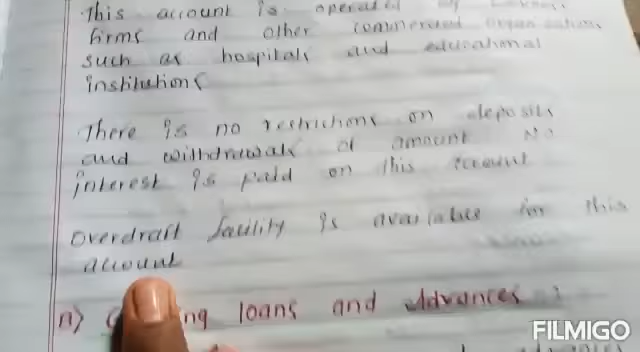 This account is operated by
firms and other commercial organisations
such as hospitals and educational
institutions
There is no restrictions on deposits
and withdrawals of amount No
interest is paid on this account
Overdraft facility is available for this
account
n) loans and Advances :
FILMIGO